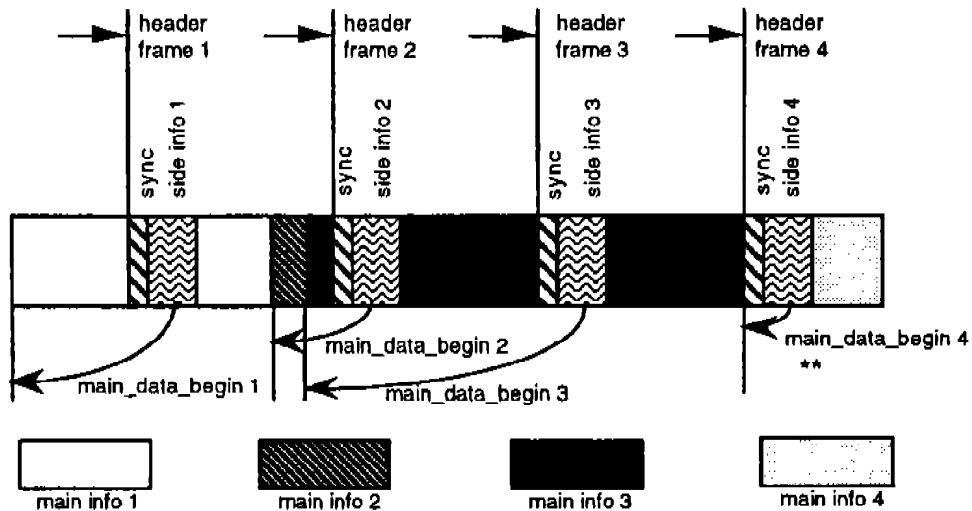 header
frame 1
header
frame 2
header
frame 3
header
frame 4
sync
side info 1
sync
side info 2
sync
side info 3
sync
side info 4
main_data_begin 1
main_data_begin 2
main_data_begin 3
main_data_begin 4
**
main info 1
main info 2
main info 3
main info 4